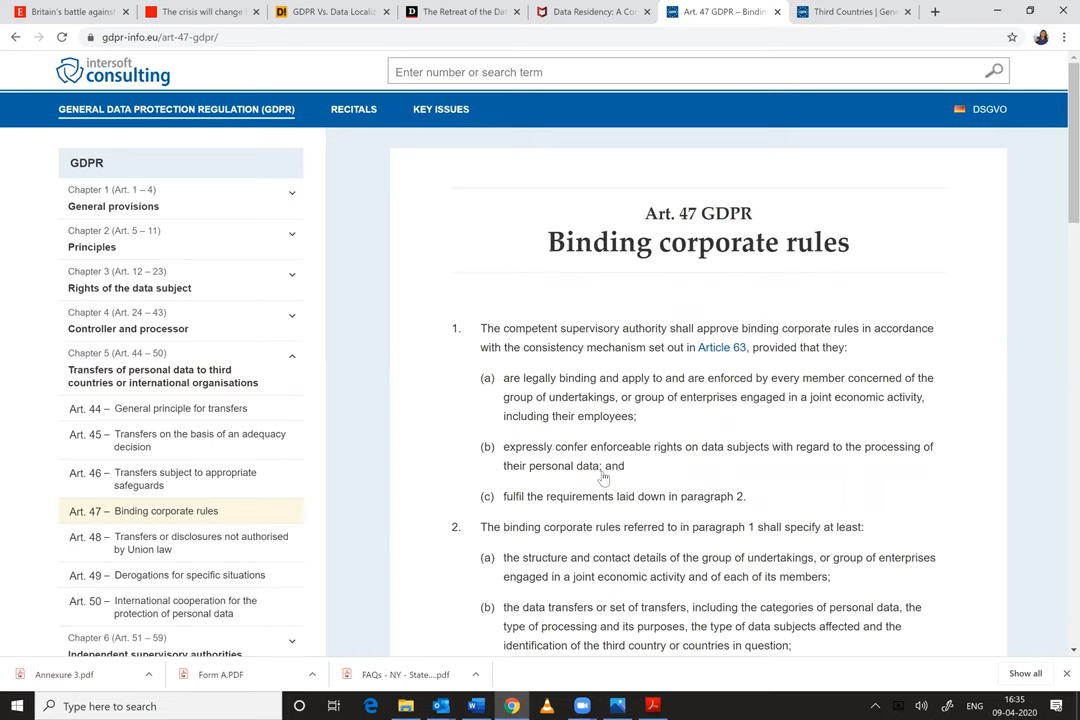 Britain's battle against
The crisis will change
GDPR Vs. Data Localiz
The Retreat of the Dat
Data Residency: A Con
Art. 47 GDPR – Bindin
Third Countries | Gene
gdpr-info.eu/art-47-gdpr/
intersoft
consulting
Enter number or search term
GENERAL DATA PROTECTION REGULATION (GDPR)
RECITALS
KEY ISSUES
DSGVO
GDPR
Chapter 1 (Art. 1 – 4)
General provisions
Chapter 2 (Art. 5 – 11)
Principles
Chapter 3 (Art. 12 – 23)
Rights of the data subject
Chapter 4 (Art. 24 – 43)
Controller and processor
Chapter 5 (Art. 44 – 50)
Transfers of personal data to third
countries or international organisations
Art. 44 – General principle for transfers
Art. 45 – Transfers on the basis of an adequacy
decision
Art. 46 – Transfers subject to appropriate
safeguards
Art. 47 – Binding corporate rules
Art. 48 – Transfers or disclosures not authorised
by Union law
Art. 49 – Derogations for specific situations
Art. 50 – International cooperation for the
protection of personal data
Chapter 6 (Art. 51 – 59)
Independent supervisory authorities
Art. 47 GDPR
Binding corporate rules
1. The competent supervisory authority shall approve binding corporate rules in accordance
with the consistency mechanism set out in Article 63, provided that they:
(a) are legally binding and apply to and are enforced by every member concerned of the
group of undertakings, or group of enterprises engaged in a joint economic activity,
including their employees;
(b) expressly confer enforceable rights on data subjects with regard to the processing of
their personal data; and
(c) fulfil the requirements laid down in paragraph 2.
2. The binding corporate rules referred to in paragraph 1 shall specify at least:
(a) the structure and contact details of the group of undertakings, or group of enterprises
engaged in a joint economic activity and of each of its members;
(b) the data transfers or set of transfers, including the categories of personal data, the
type of processing and its purposes, the type of data subjects affected and the
identification of the third country or countries in question;
Annexure 3.pdf
Form A.PDF
FAQs - NY - State....pdf
Show all
Type here to search
ENG
16:35
09-04-2020